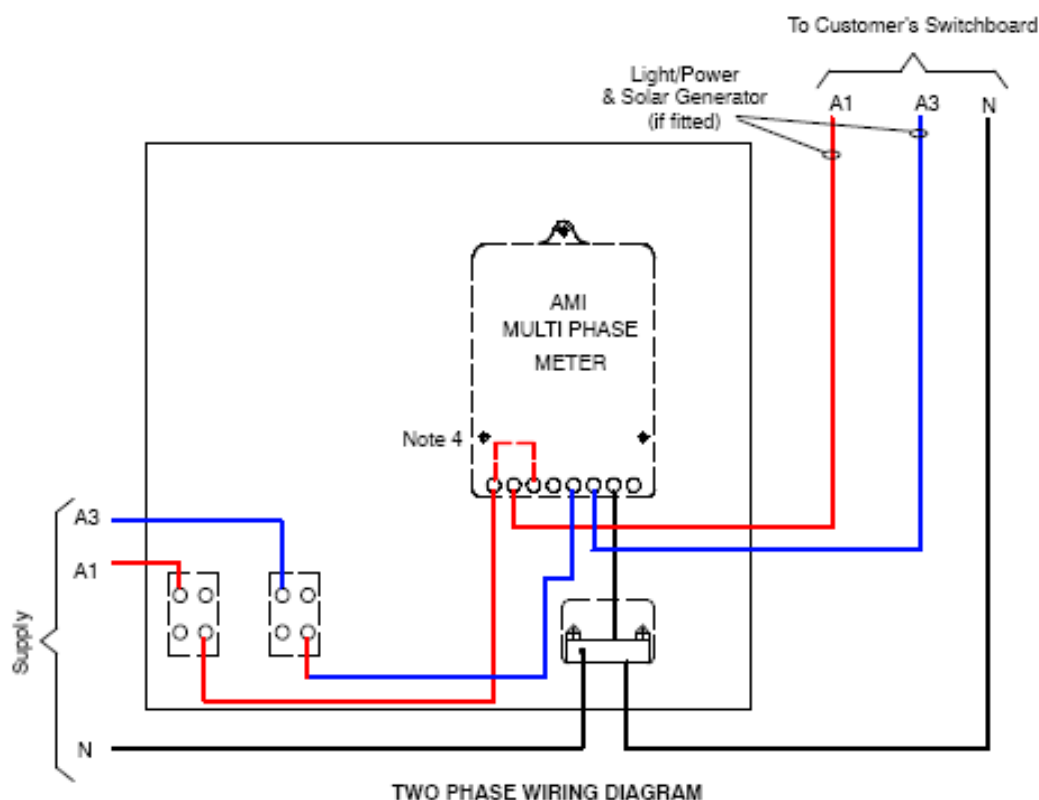 To Customer's Switchboard
Light/Power
& Solar Generator
(if fitted)
A1
A3
N
AMI
MULTI PHASE
METER
Note 4
A3
A1
Supply
N
TWO PHASE WIRING DIAGRAM